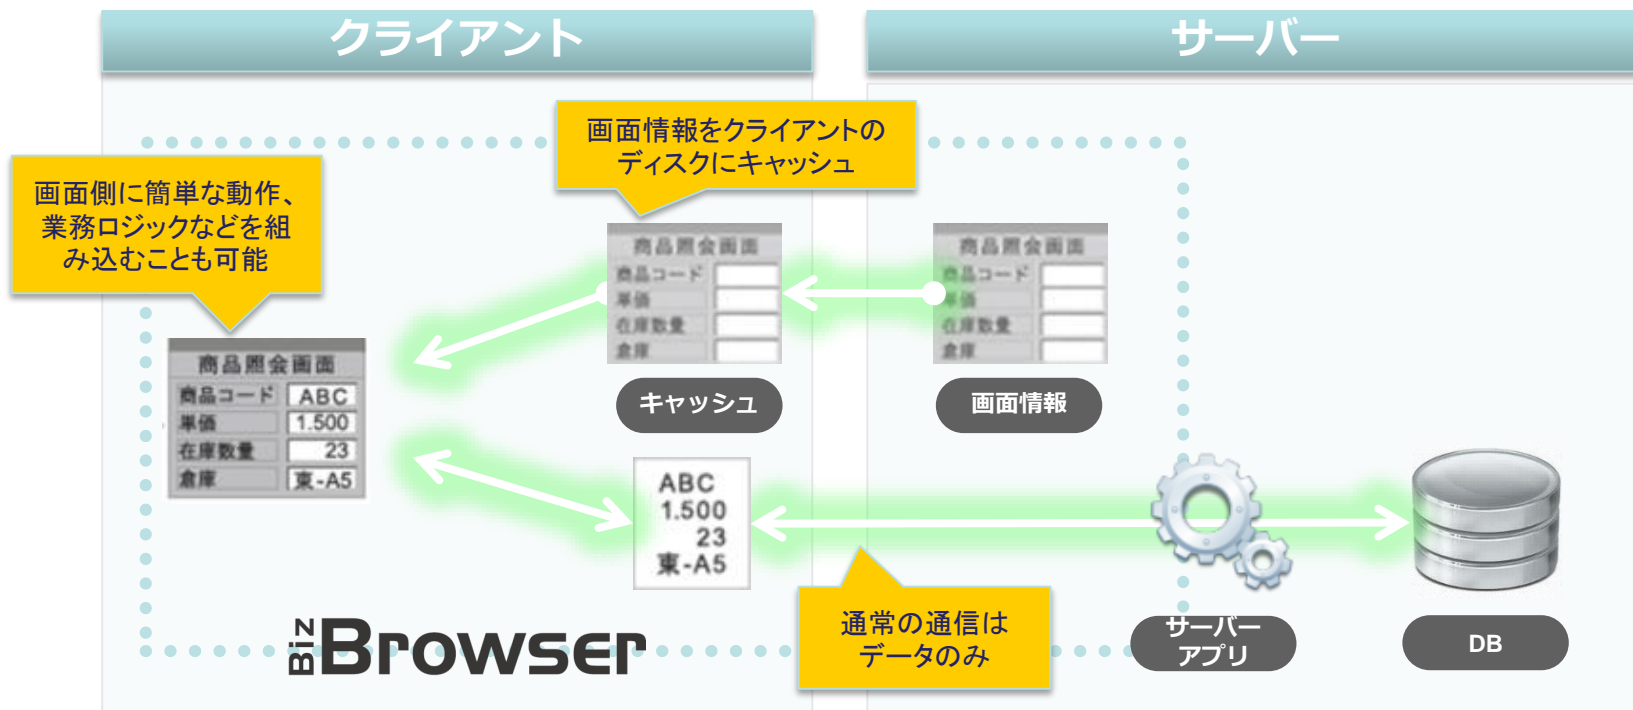 クライアント
サーバー
画面情報をクライアントの
ディスクにキャッシュ
画面側に簡単な動作、
業務ロジックなどを組
み込むことも可能
商品照会画面
商品コード
単価
在庫数量
倉庫
キャッシュ
商品照会画面
商品コード
単価
在庫数量
倉庫
画面情報
商品照会画面
商品コード ABC
単価 1.500
在庫数量 23
倉庫 東-A5
ABC
1.500
23
東-A5
通常の通信は
データのみ
サーバー
アプリ
DB
Biz Browser